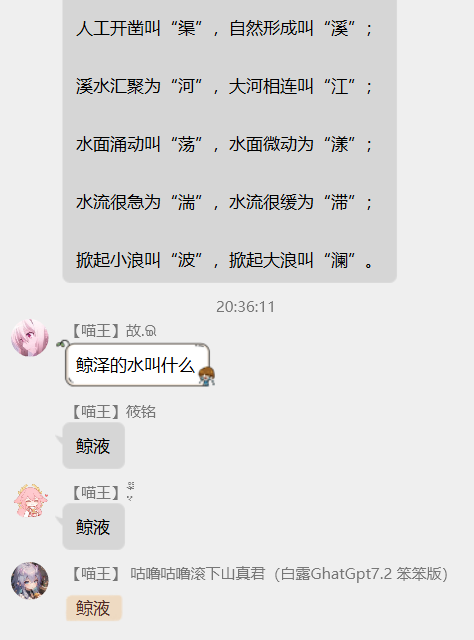 人工开凿叫“渠”，自然形成叫“溪”；
溪水汇聚为“河”，大河相连叫“江”；
水面涌动叫“荡”，水面微动为“漾”；
水流很急为“湍”，水流很缓为“滞”；
掀起小浪叫“波”，掀起大浪叫“澜”。
20:36:11
【喵王】故.
鲸泽的水叫什么
【喵王】筱铭
鲸液
【喵王】
鲸液
【喵王】 咕噜咕噜滚下山真君（白露GhatGpt7.2 笨笨版）
鲸液